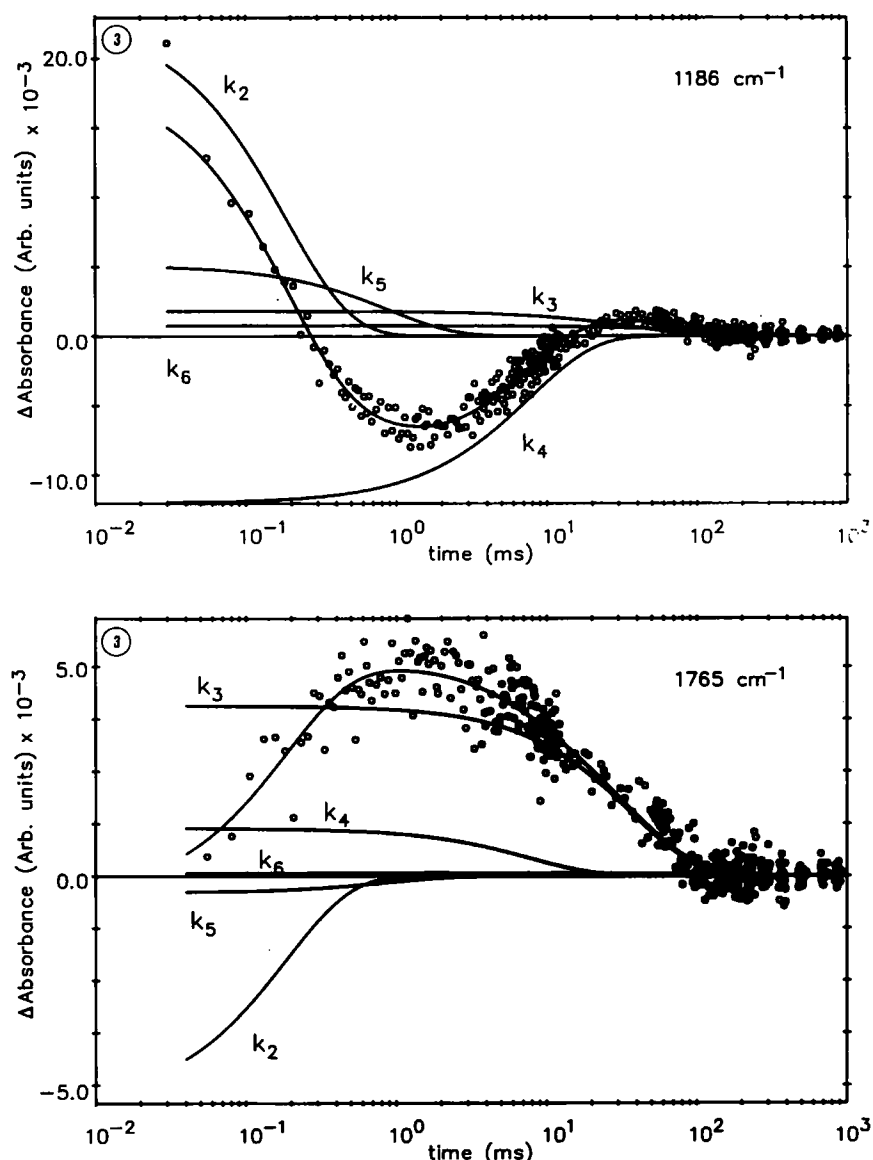 3
1186 cm⁻¹
ΔAbsorbance (Arb. units) × 10⁻³
20.0
10.0
0.0
−10.0
k₂
k₅
k₃
k₆
k₄
10⁻² 10⁻¹ 10⁰ 10¹ 10²
time (ms)
3
1765 cm⁻¹
ΔAbsorbance (Arb. units) × 10⁻³
5.0
0.0
−5.0
k₃
k₄
k₆
k₅
k₂
10⁻² 10⁻¹ 10⁰ 10¹ 10² 10³
time (ms)